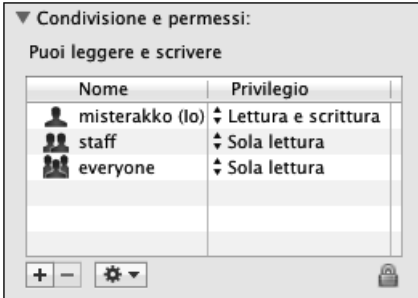 Condivisione e permessi:
Puoi leggere e scrivere
Nome Privilegio
misterakko (Io) Lettura e scrittura
staff Sola lettura
everyone Sola lettura